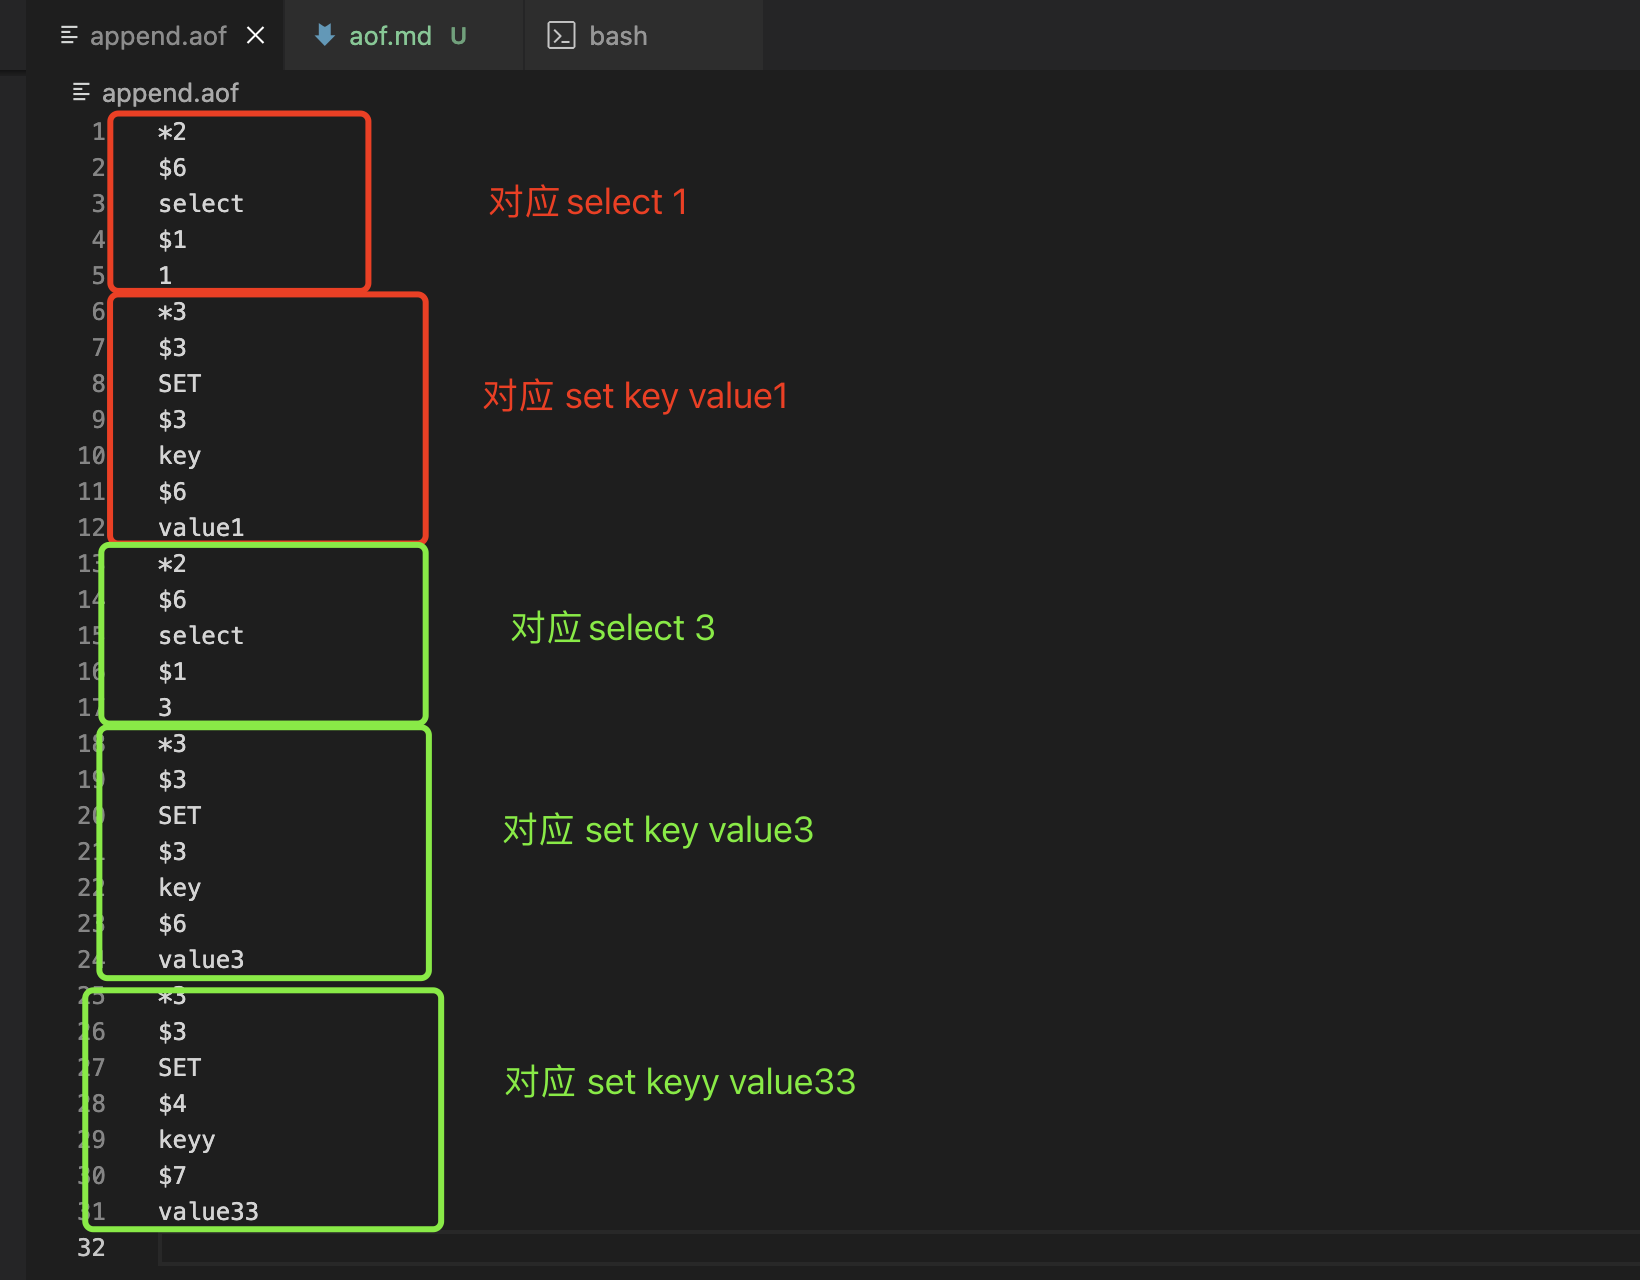 append.aof
aof.md U
bash
append.aof
1 *2
2 $6
3 select
对应 select 1
4 $1
5 1
6 *3
7 $3
8 SET
对应 set key value1
9 $3
10 key
11 $6
12 value1
13 *2
14 $6
15 select
对应 select 3
16 $1
17 3
18 *3
19 $3
20 SET
对应 set key value3
21 $3
22 key
23 $6
24 value3
25 *3
26 $3
27 SET
对应 set keyy value33
28 $4
29 keyy
30 $7
31 value33
32